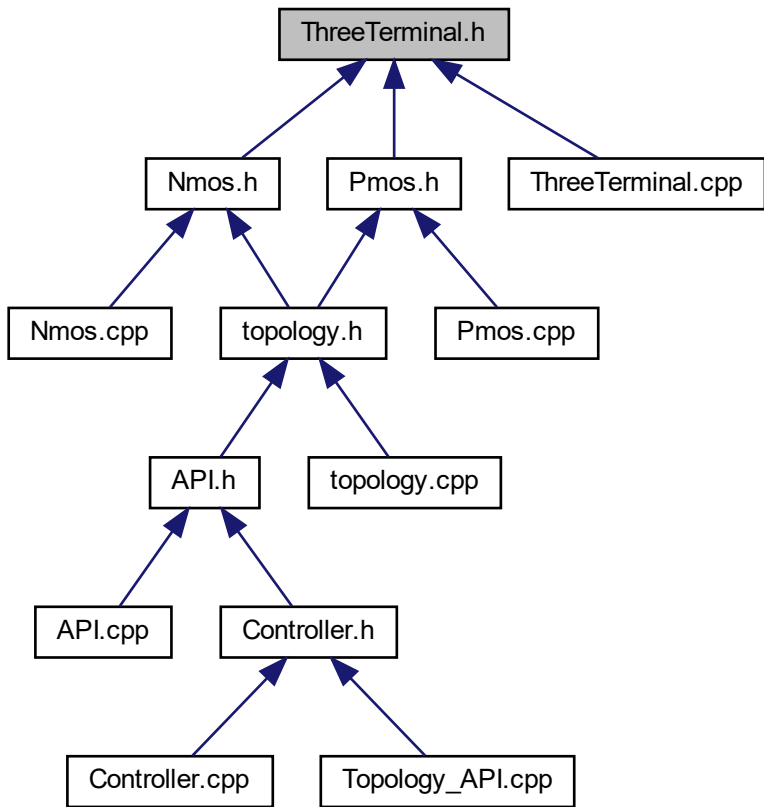 ThreeTerminal.h
Nmos.h
Pmos.h
ThreeTerminal.cpp
Nmos.cpp
topology.h
Pmos.cpp
API.h
topology.cpp
API.cpp
Controller.h
Controller.cpp
Topology_API.cpp